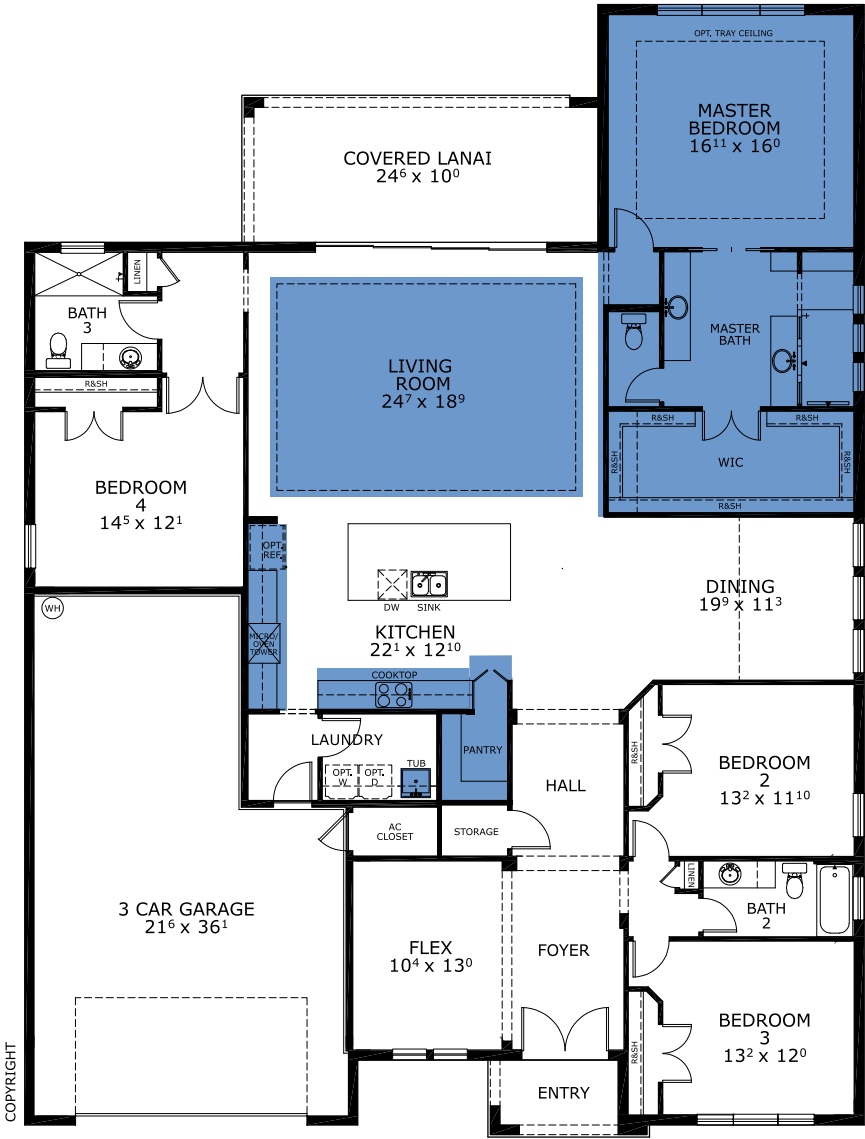 OPT. TRAY CEILING
MASTER
BEDROOM
16¹¹ x 16⁰
COVERED LANAI
24⁶ x 10⁰
LINEN
BATH
3
R&SH
MASTER
BATH
LIVING
ROOM
24⁷ x 18⁹
R&SH
R&SH
R&SH
WIC
R&SH
R&SH
BEDROOM
4
14⁵ x 12¹
OPT.
REF.
WH
DW
SINK
DINING
19⁹ x 11³
KITCHEN
22¹ x 12¹⁰
MICRO/
OVEN
TOWER
COOKTOP
LAUNDRY
PANTRY
TUB
OPT.
W
OPT.
D
HALL
R&SH
BEDROOM
2
13² x 11¹⁰
AC
CLOSET
STORAGE
LINEN
BATH
2
3 CAR GARAGE
21⁶ x 36¹
FLEX
10⁴ x 13⁰
FOYER
BEDROOM
3
13² x 12⁰
R&SH
ENTRY
COPYRIGHT